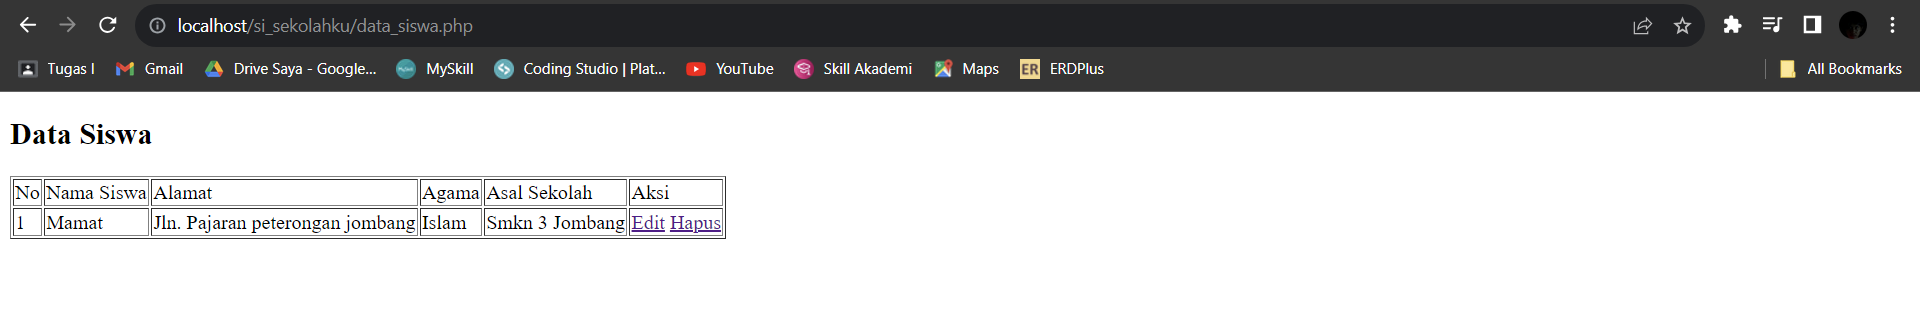 localhost/si_sekolahku/data_siswa.php
Tugas I Gmail Drive Saya - Google... MySkill Coding Studio | Plat... YouTube Skill Akademi Maps ER ERDPlus All Bookmarks
Data Siswa
No Nama Siswa Alamat Agama Asal Sekolah Aksi
1 Mamat Jln. Pajaran peterongan jombang Islam Smkn 3 Jombang Edit Hapus